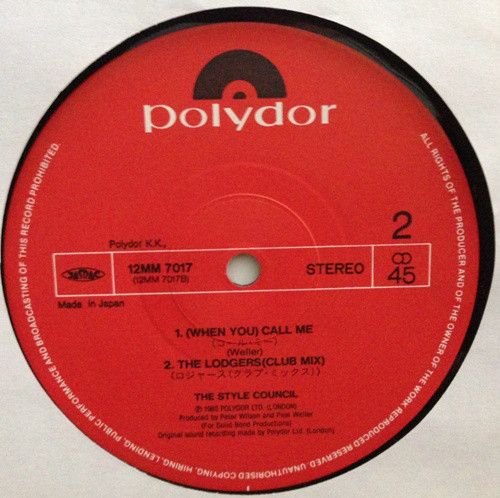 polydor
2
Polydor K.K.,
JASRAC
12MM 7017
(12MM 7017B)
STEREO
45
Made in Japan
1. (WHEN YOU) CALL ME
(コール・ミー)
(Weller)
2. THE LODGERS(CLUB MIX)
(ロジャース(クラブ・ミックス))
THE STYLE COUNCIL
℗ 1985 POLYDOR LTD. (LONDON)
Produced by Peter Wilson and Paul Weller
(For Solid Bond Productions)
Original sound recording made by Polydor Ltd. (London)
ALL RIGHTS OF THE PRODUCER AND OF THE OWNER OF THE WORK REPRODUCED RESERVED. UNAUTHORISED COPYING, HIRING, LENDING, PUBLIC PERFORMANCE AND BROADCASTING OF THIS RECORD PROHIBITED.